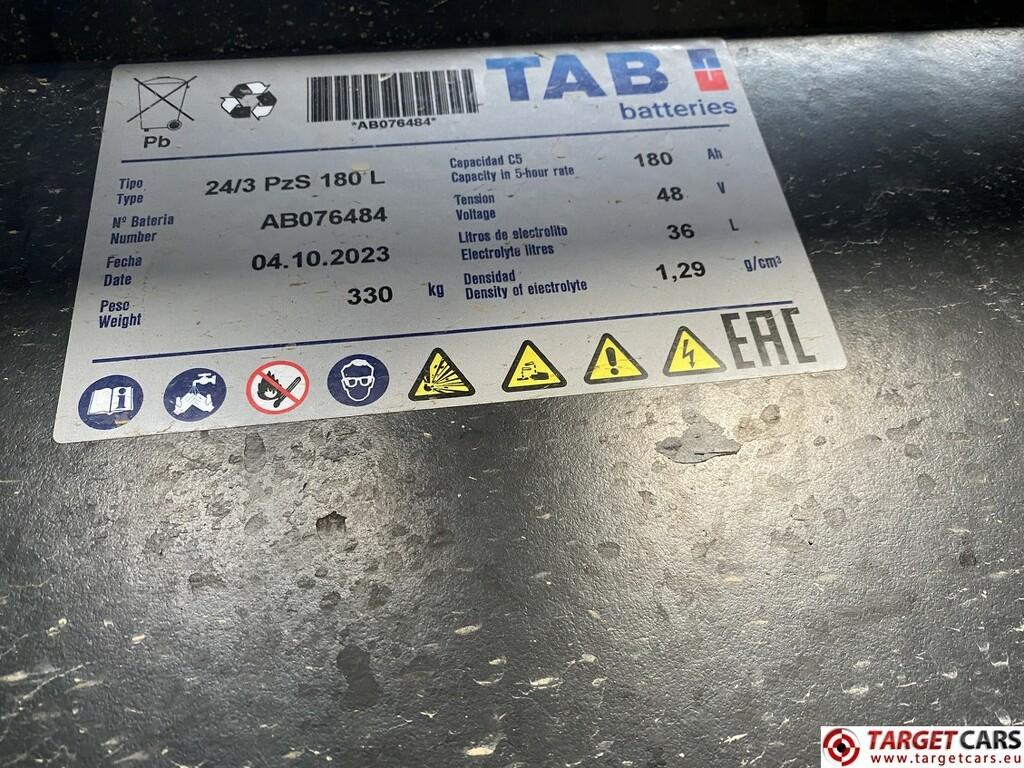 TAB
batteries
Pb
*AB076484*
Tipo
Type
24/3 PzS 180 L
Nº Bateria
Number
AB076484
Fecha
Date
04.10.2023
Peso
Weight
330 kg
Capacidad C5
Capacity in 5-hour rate
180 Ah
Tension
Voltage
48 V
Litros de electrolito
Electrolyte litres
36 L
Densidad
Density of electrolyte
1,29 g/cm³
EAC
TARGETCARS
www.targetcars.eu